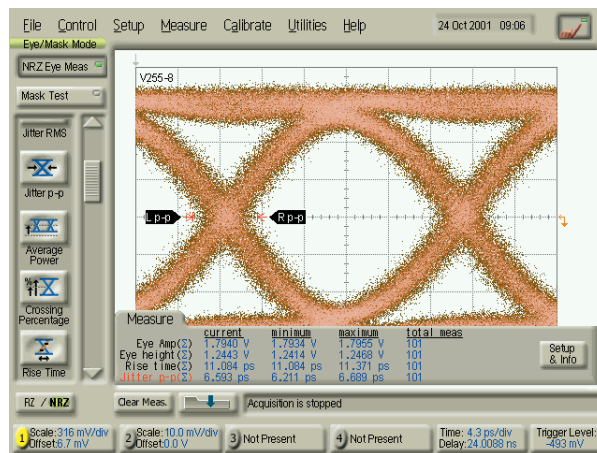 File Control Setup Measure Calibrate Utilities Help 24 Oct 2001 09:06
Eye/Mask Mode
NRZ Eye Meas
Mask Test
Jitter RMS
Jitter p-p
Average
Power
Crossing
Percentage
Rise Time
RZ / NRZ
V255-8
L p-p R p-p
Measure
current minimum maximum total meas
Eye Amp(Σ) 1.7940 V 1.7934 V 1.7955 V 101
Eye height(Σ) 1.2443 V 1.2414 V 1.2468 V 101
Rise time(Σ) 11.084 ps 11.084 ps 11.371 ps 101
Jitter p-p(Σ) 6.593 ps 6.211 ps 6.689 ps 101
Setup
& Info
Clear Meas. Acquisition is stopped
1 Scale:316 mV/div
Offset:6.7 mV
2 Scale:10.0 mV/div
Offset:0.0 V
3 Not Present
4 Not Present
Time: 4.3 ps/div
Delay:24.0088 ns
Trigger Level:
-493 mV